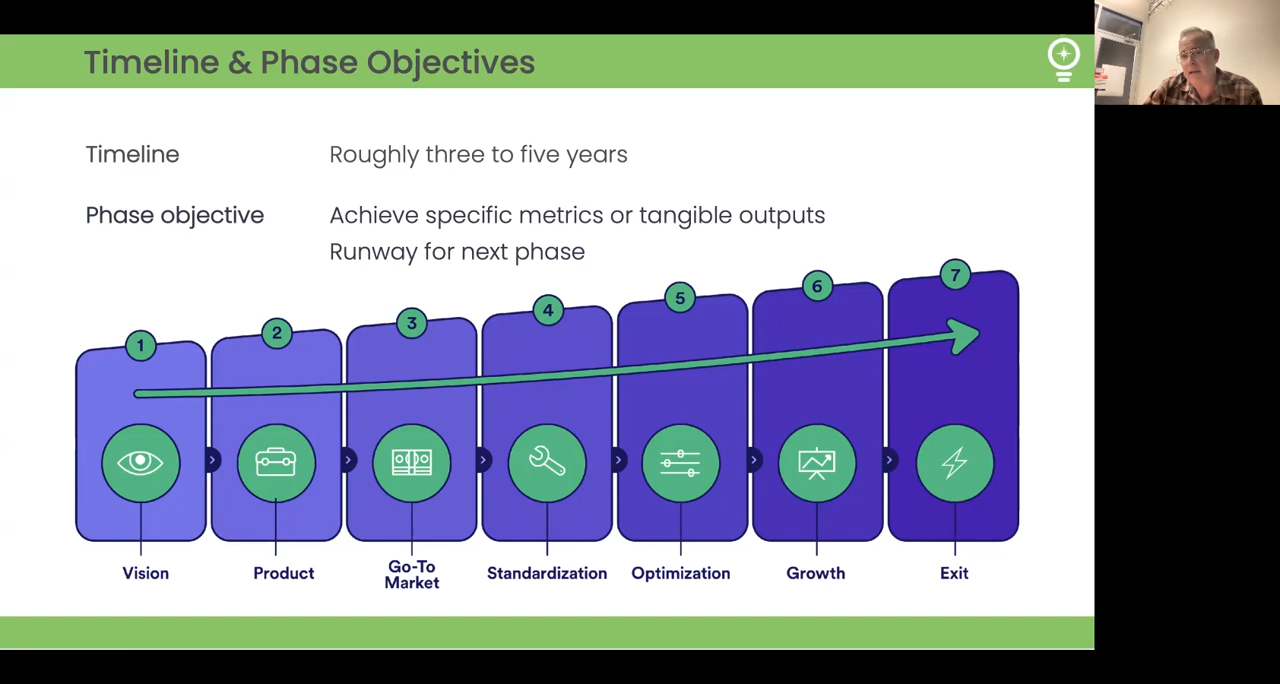 Timeline & Phase Objectives
Timeline
Roughly three to five years
Phase objective
Achieve specific metrics or tangible outputs
Runway for next phase
1
2
3
4
5
6
7
Vision
Product
Go-To
Market
Standardization
Optimization
Growth
Exit